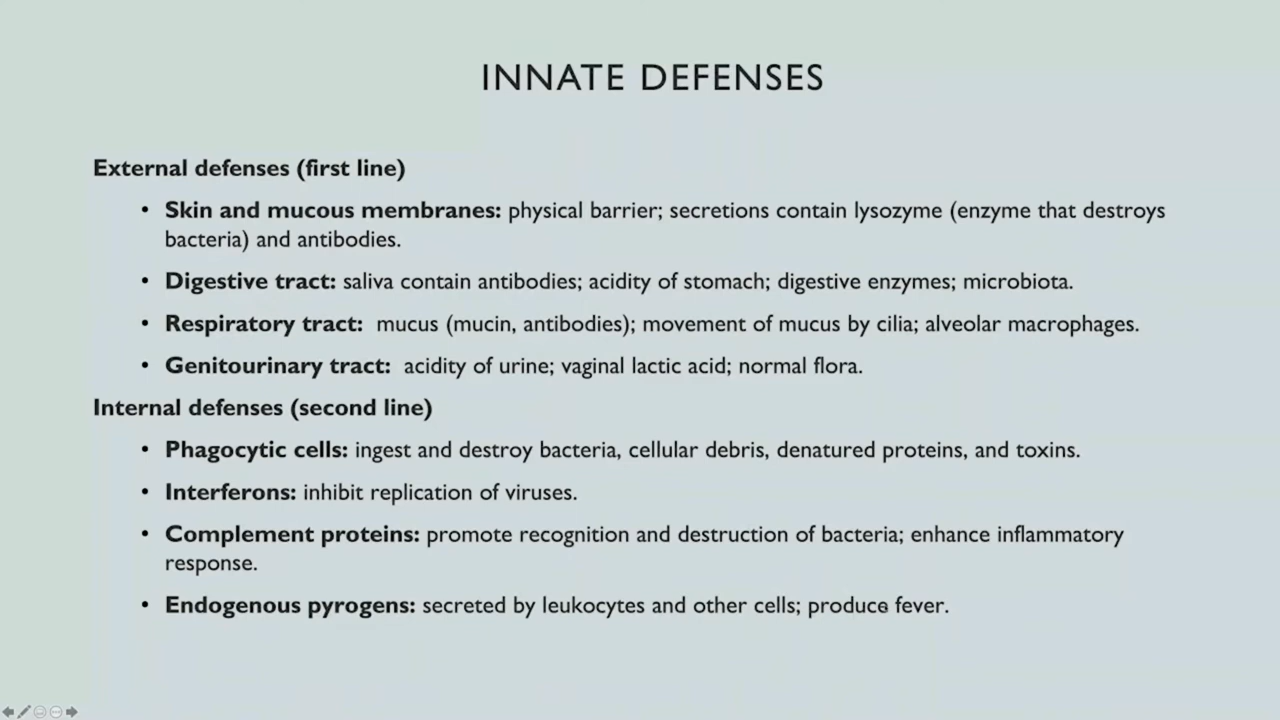 INNATE DEFENSES
External defenses (first line)
• Skin and mucous membranes: physical barrier; secretions contain lysozyme (enzyme that destroys
bacteria) and antibodies.
• Digestive tract: saliva contain antibodies; acidity of stomach; digestive enzymes; microbiota.
• Respiratory tract: mucus (mucin, antibodies); movement of mucus by cilia; alveolar macrophages.
• Genitourinary tract: acidity of urine; vaginal lactic acid; normal flora.
Internal defenses (second line)
• Phagocytic cells: ingest and destroy bacteria, cellular debris, denatured proteins, and toxins.
• Interferons: inhibit replication of viruses.
• Complement proteins: promote recognition and destruction of bacteria; enhance inflammatory
response.
• Endogenous pyrogens: secreted by leukocytes and other cells; produce fever.